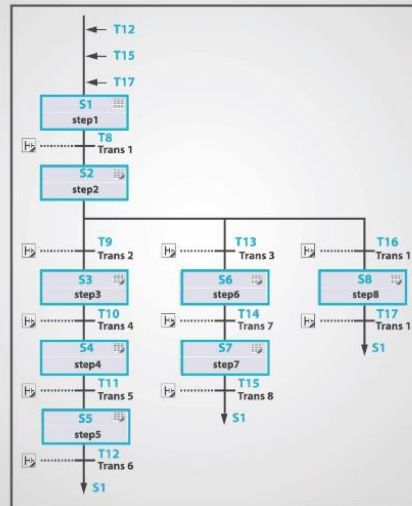 T12
T15
T17
S1
step1
T8
Trans 1
S2
step2
T9
Trans 2
T13
Trans 3
T16
Trans 1
S3
step3
S6
step6
S8
step8
T10
Trans 4
T14
Trans 7
T17
Trans 1
S4
step4
S7
step7
S1
T11
Trans 5
T15
Trans 8
S5
step5
S1
T12
Trans 6
S1